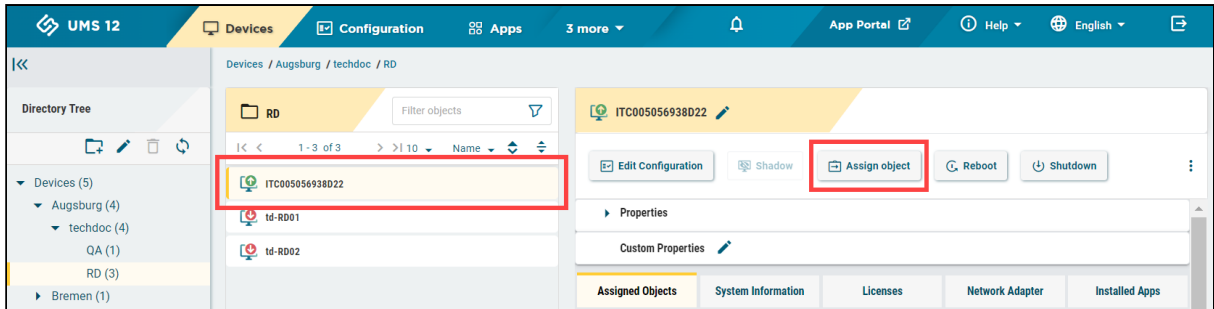 UMS 12
Devices
Configuration
Apps
3 more
App Portal
Help
English
Devices / Augsburg / techdoc / RD
Directory Tree
Devices (5)
Augsburg (4)
techdoc (4)
QA (1)
RD (3)
Bremen (1)
RD
Filter objects
1 - 3 of 3
10
Name
ITC005056938D22
td-RD01
td-RD02
ITC005056938D22
Edit Configuration
Shadow
Assign object
Reboot
Shutdown
Properties
Custom Properties
Assigned Objects
System Information
Licenses
Network Adapter
Installed Apps